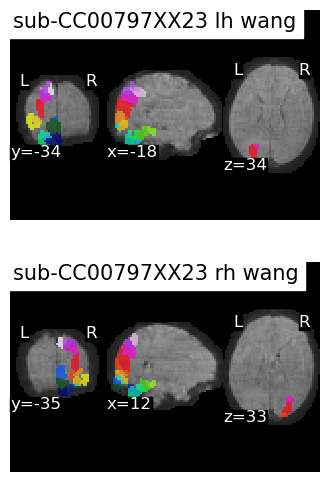 sub-CC00797XX23 lh wang
L R L R
y=-34 x=-18 z=34
sub-CC00797XX23 rh wang
L R L R
y=-35 x=12 z=33